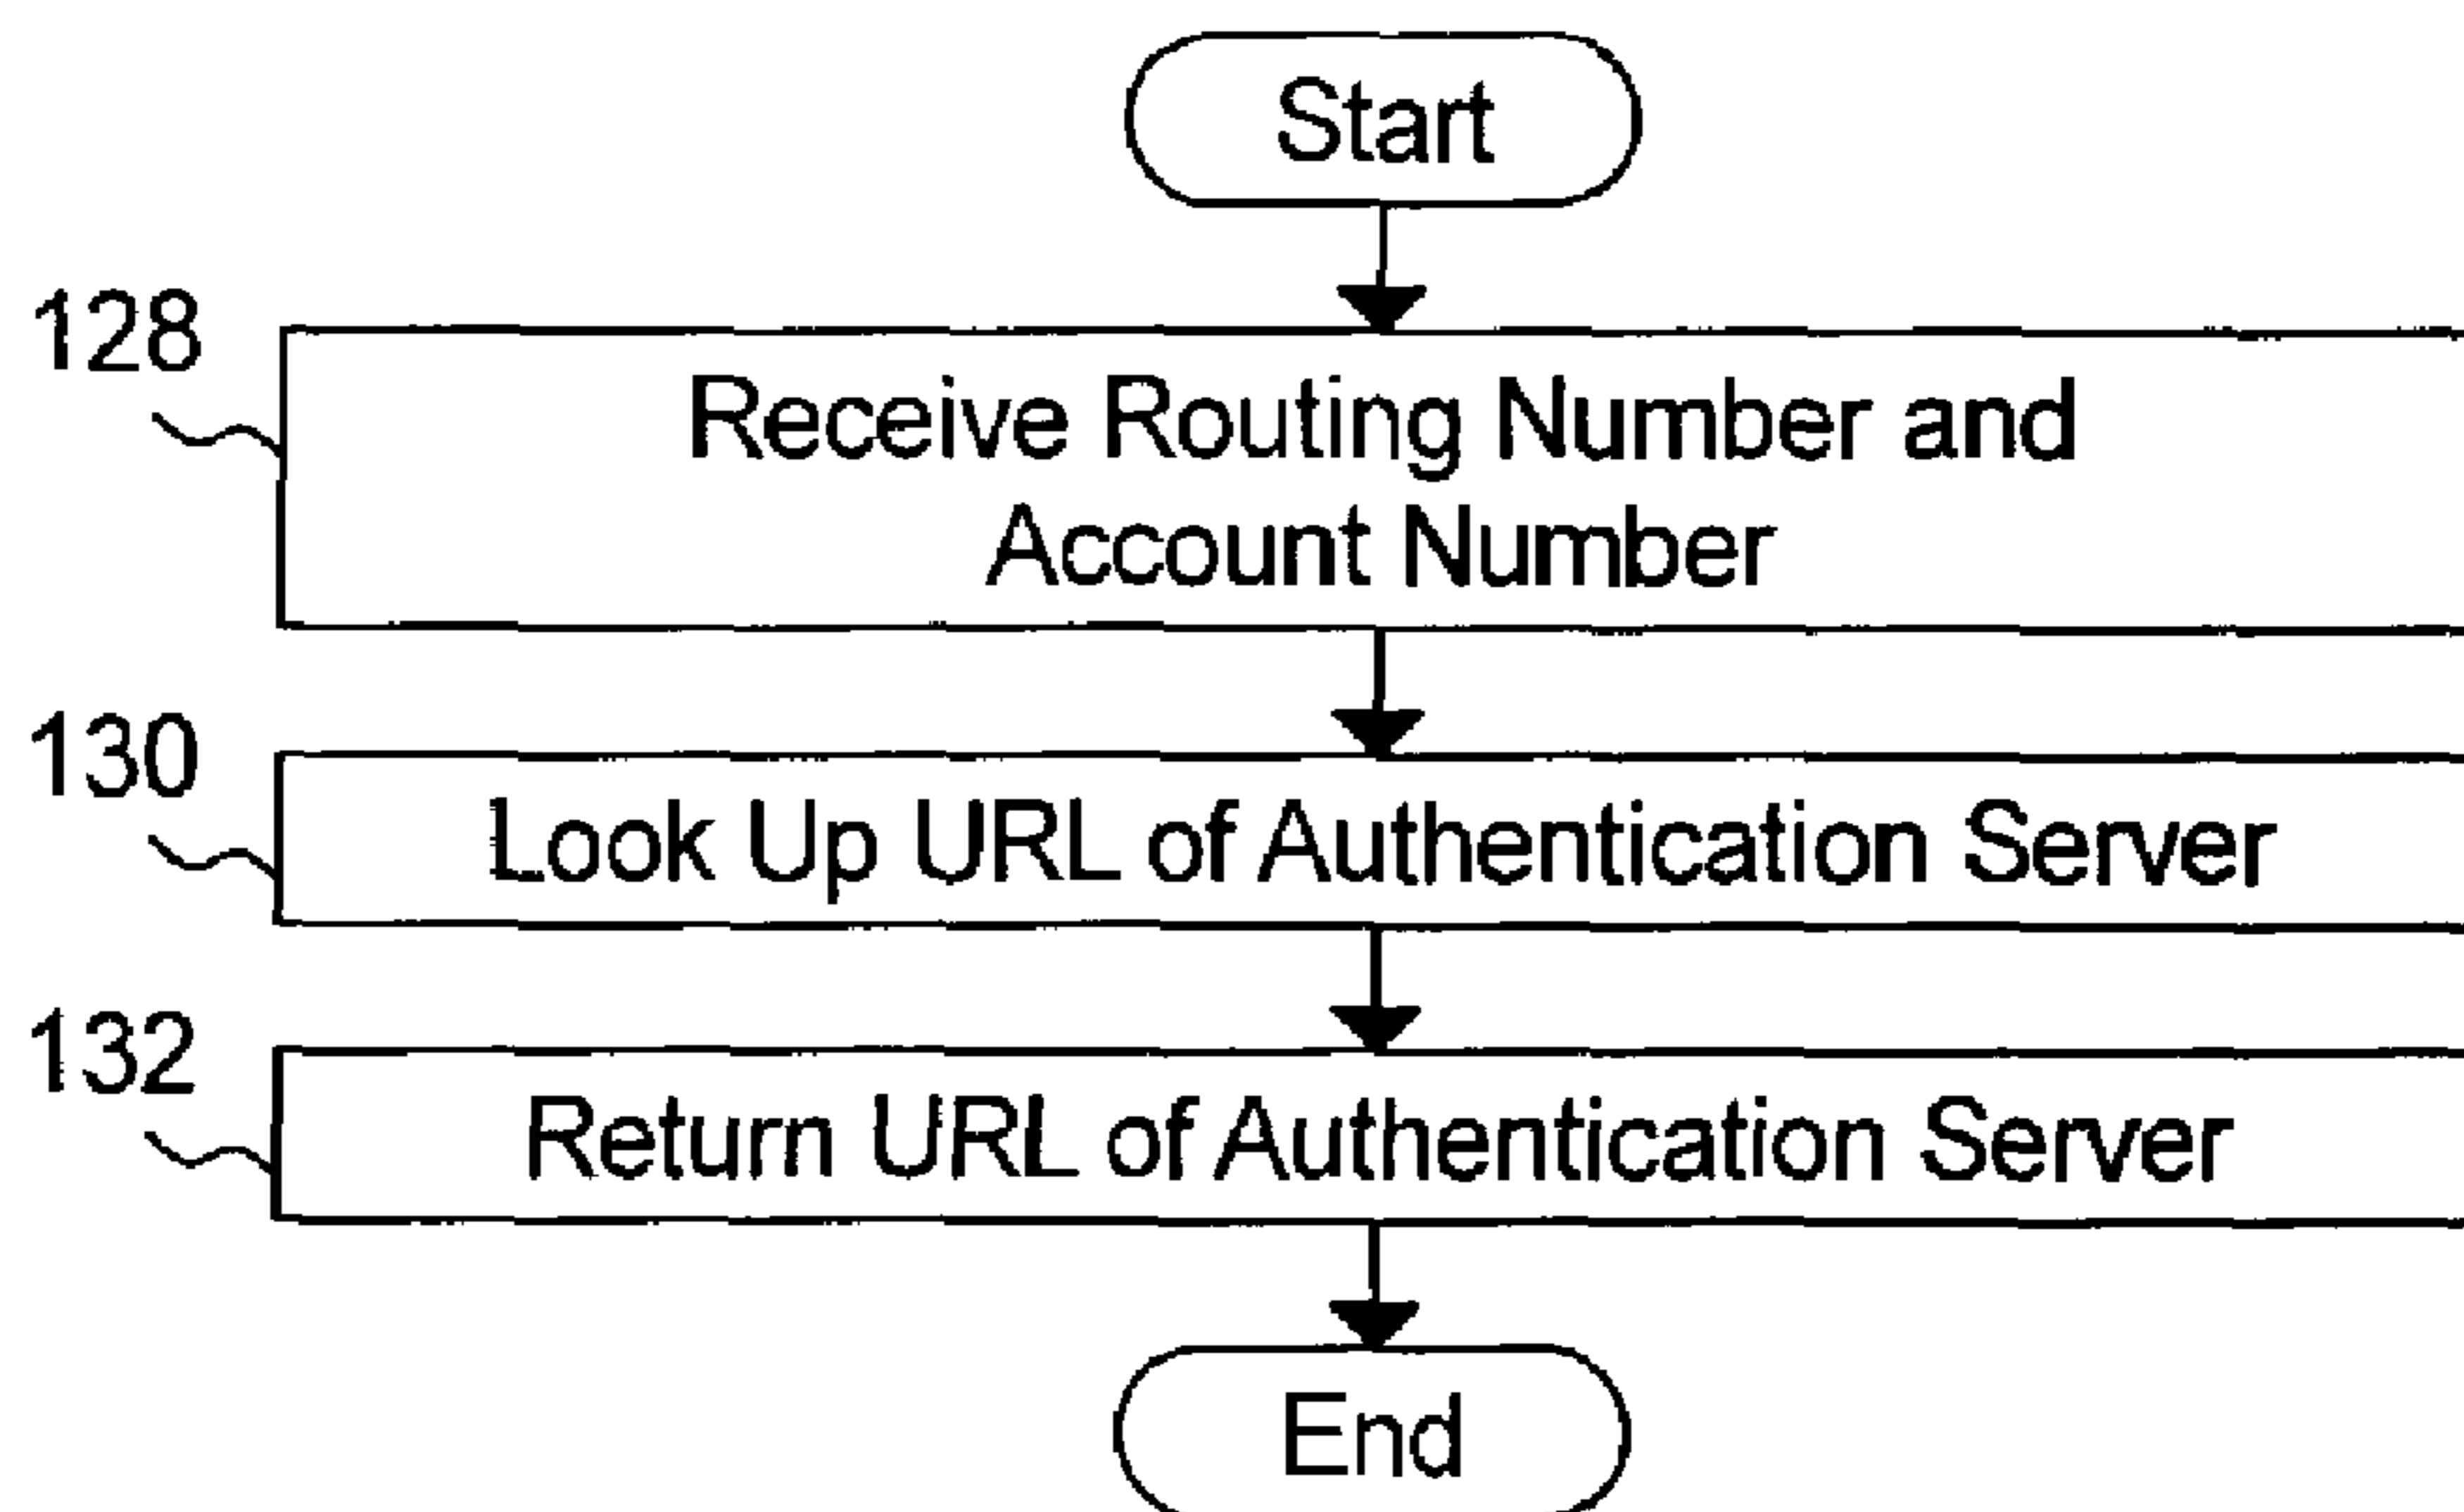 Start
128
Receive Routing Number and
Account Number
130
Look Up URL of Authentication Server
132
Return URL of Authentication Server
End